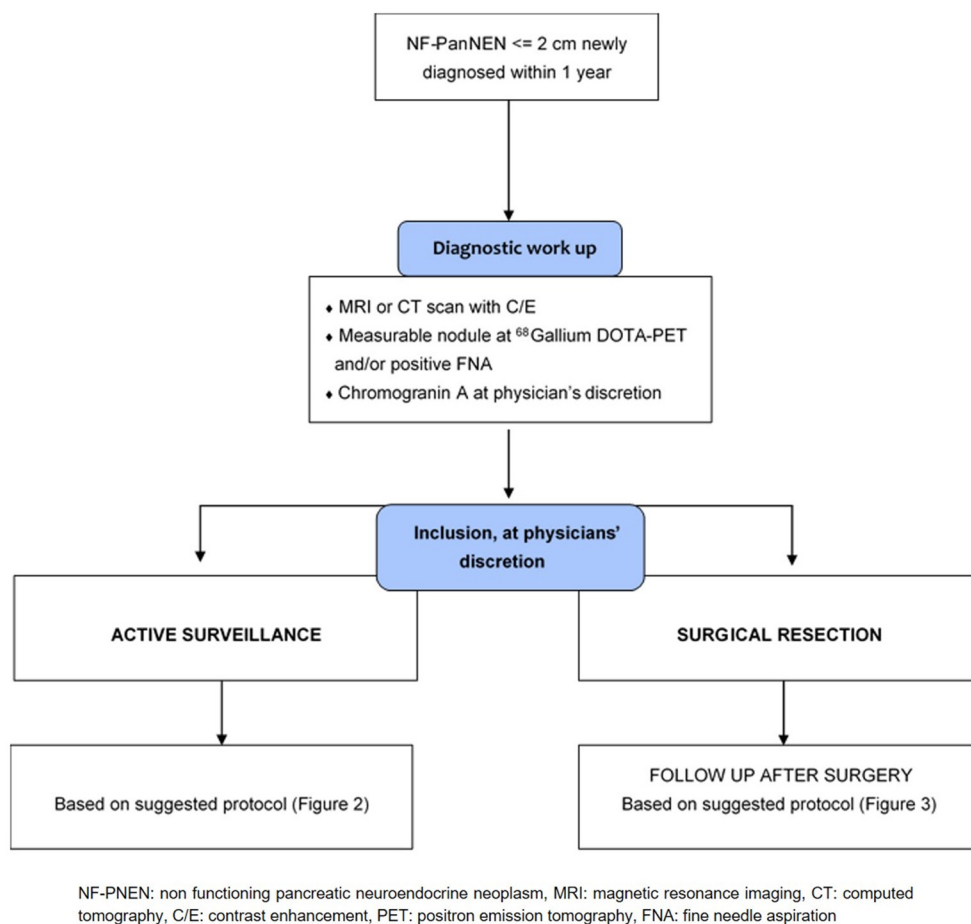 NF-PanNEN <= 2 cm newly
diagnosed within 1 year
Diagnostic work up
♦ MRI or CT scan with C/E
♦ Measurable nodule at ⁶⁸Gallium DOTA-PET
and/or positive FNA
♦ Chromogranin A at physician’s discretion
Inclusion, at physicians’
discretion
ACTIVE SURVEILLANCE
SURGICAL RESECTION
Based on suggested protocol (Figure 2)
FOLLOW UP AFTER SURGERY
Based on suggested protocol (Figure 3)
NF-PNEN: non functioning pancreatic neuroendocrine neoplasm, MRI: magnetic resonance imaging, CT: computed
tomography, C/E: contrast enhancement, PET: positron emission tomography, FNA: fine needle aspiration